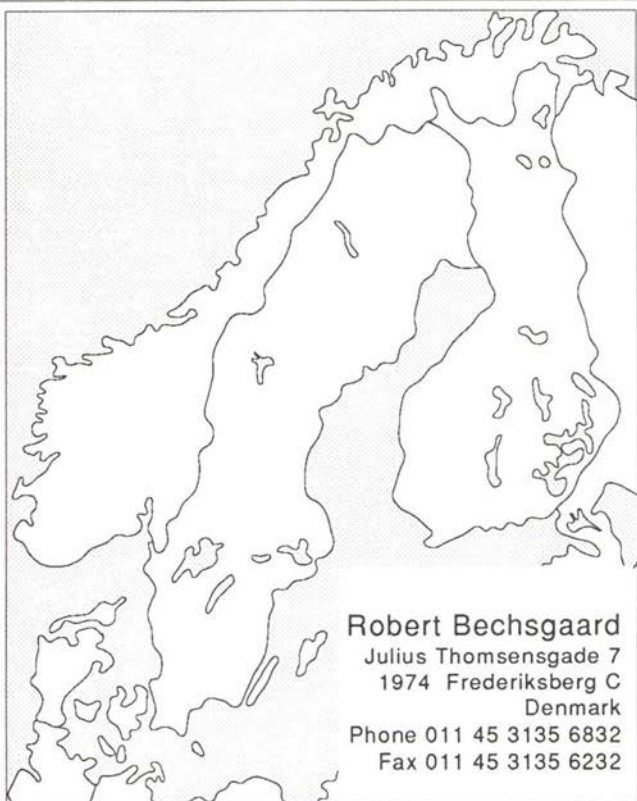 Robert Bechsgaard
Julius Thomsensgade 7
1974 Frederiksberg C
Denmark
Phone 011 45 3135 6832
Fax 011 45 3135 6232